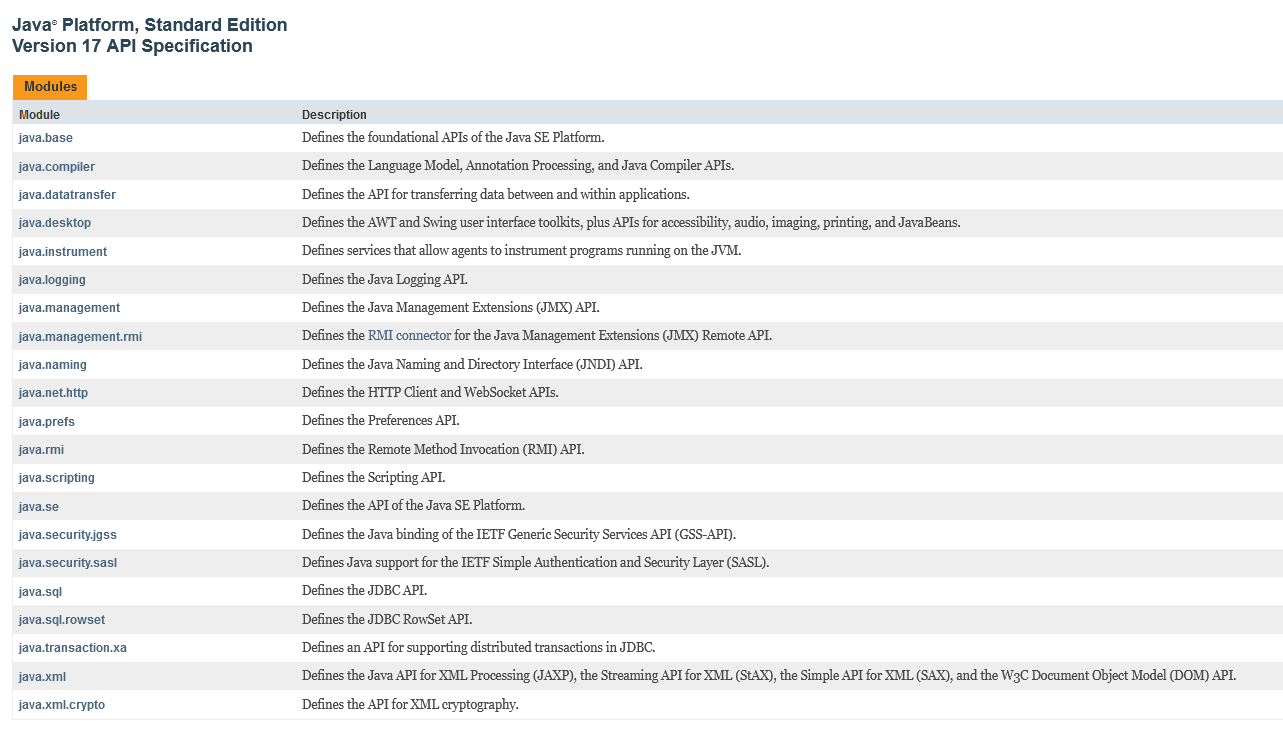 Java® Platform, Standard Edition
Version 17 API Specification
Modules
Module Description
java.base Defines the foundational APIs of the Java SE Platform.
java.compiler Defines the Language Model, Annotation Processing, and Java Compiler APIs.
java.datatransfer Defines the API for transferring data between and within applications.
java.desktop Defines the AWT and Swing user interface toolkits, plus APIs for accessibility, audio, imaging, printing, and JavaBeans.
java.instrument Defines services that allow agents to instrument programs running on the JVM.
java.logging Defines the Java Logging API.
java.management Defines the Java Management Extensions (JMX) API.
java.management.rmi Defines the RMI connector for the Java Management Extensions (JMX) Remote API.
java.naming Defines the Java Naming and Directory Interface (JNDI) API.
java.net.http Defines the HTTP Client and WebSocket APIs.
java.prefs Defines the Preferences API.
java.rmi Defines the Remote Method Invocation (RMI) API.
java.scripting Defines the Scripting API.
java.se Defines the API of the Java SE Platform.
java.security.jgss Defines the Java binding of the IETF Generic Security Services API (GSS-API).
java.security.sasl Defines Java support for the IETF Simple Authentication and Security Layer (SASL).
java.sql Defines the JDBC API.
java.sql.rowset Defines the JDBC RowSet API.
java.transaction.xa Defines an API for supporting distributed transactions in JDBC.
java.xml Defines the Java API for XML Processing (JAXP), the Streaming API for XML (StAX), the Simple API for XML (SAX), and the W3C Document Object Model (DOM) API.
java.xml.crypto Defines the API for XML cryptography.